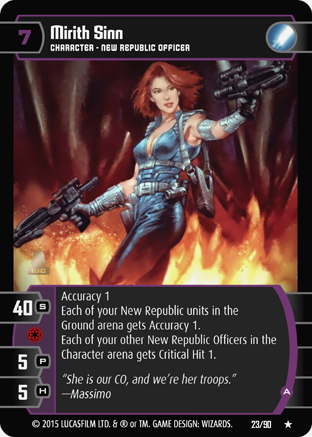 7
Mirith Sinn
CHARACTER - NEW REPUBLIC OFFICER
40 S
Accuracy 1
Each of your New Republic units in the
Ground arena gets Accuracy 1.
Each of your other New Republic Officers in the
Character arena gets Critical Hit 1.
5 P
5 H
"She is our CO, and we're her troops."
—Massimo
A
© 2015 LUCASFILM LTD. & ® or TM. GAME DESIGN: WIZARDS.
23/90